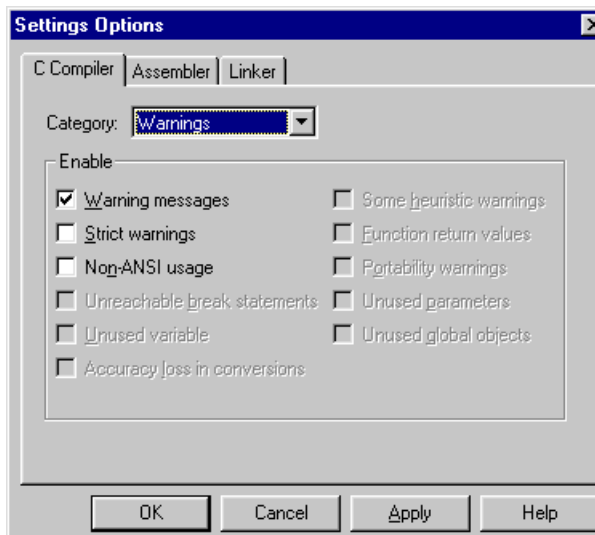 Settings Options
C Compiler Assembler Linker
Category: Warnings
Enable
Warning messages Some heuristic warnings
Strict warnings Function return values
Non-ANSI usage Portability warnings
Unreachable break statements Unused parameters
Unused variable Unused global objects
Accuracy loss in conversions
OK Cancel Apply Help